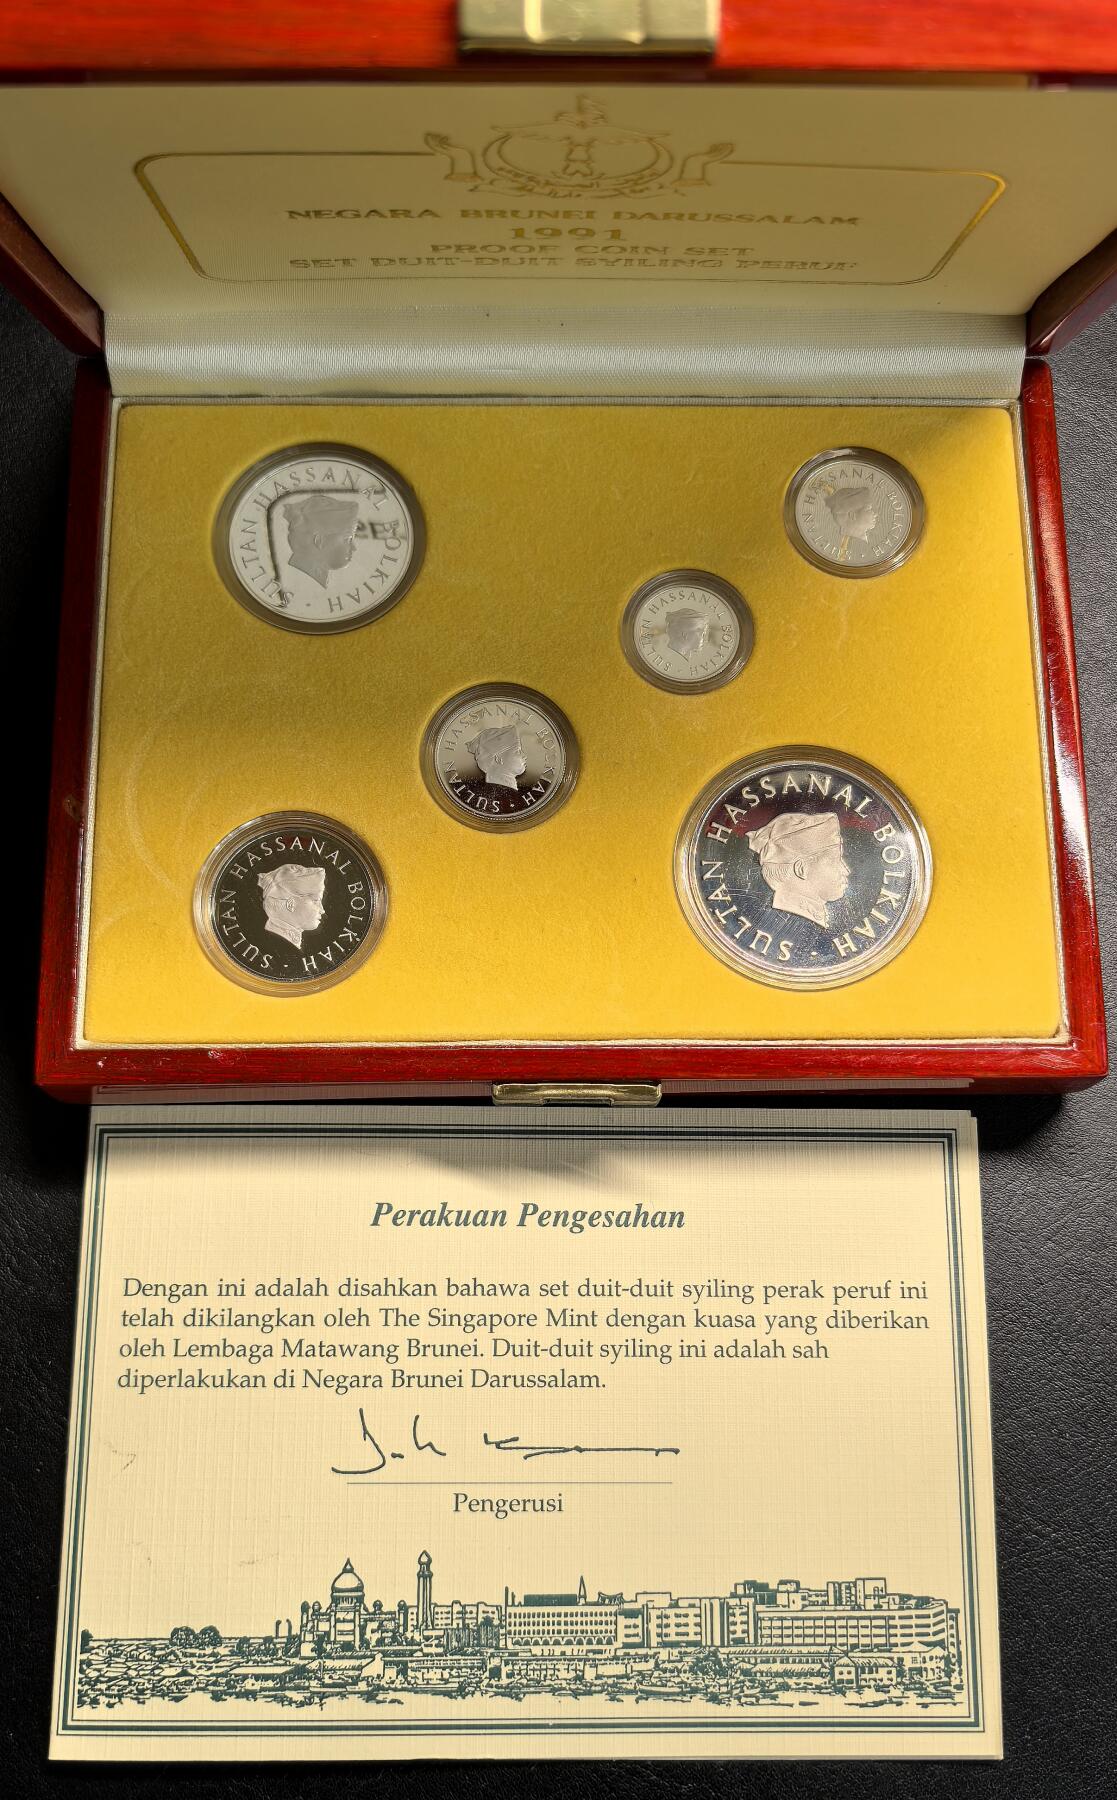 NEGARA BRUNEI DARUSSALAM
1991
PROOF COIN SET
SET DUIT-DUIT SYILING PERUF
SULTAN HASSANAL BOLKIAH
SULTAN HASSANAL BOLKIAH
SULTAN HASSANAL BOLKIAH
SULTAN HASSANAL BOLKIAH
SULTAN HASSANAL BOLKIAH
SULTAN HASSANAL BOLKIAH
Perakuan Pengesahan
Dengan ini adalah disahkan bahawa set duit-duit syiling perak peruf ini
telah dikilangkan oleh The Singapore Mint dengan kuasa yang diberikan
oleh Lembaga Matawang Brunei. Duit-duit syiling ini adalah sah
diperlakukan di Negara Brunei Darussalam.
Pengerusi